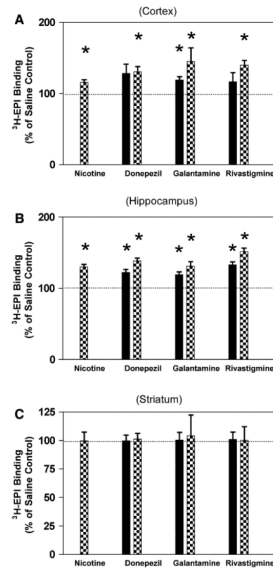 A
(Cortex)
³H-EPI Binding
(% of Saline Control)
200
100
0
*
*
*
*
*
Nicotine Donepezil Galantamine Rivastigmine
B
(Hippocampus)
³H-EPI Binding
(% of Saline Control)
200
100
0
*
*
*
*
*
*
*
Nicotine Donepezil Galantamine Rivastigmine
C
(Striatum)
³H-EPI Binding
(% of Saline Control)
125
100
75
50
25
0
Nicotine Donepezil Galantamine Rivastigmine